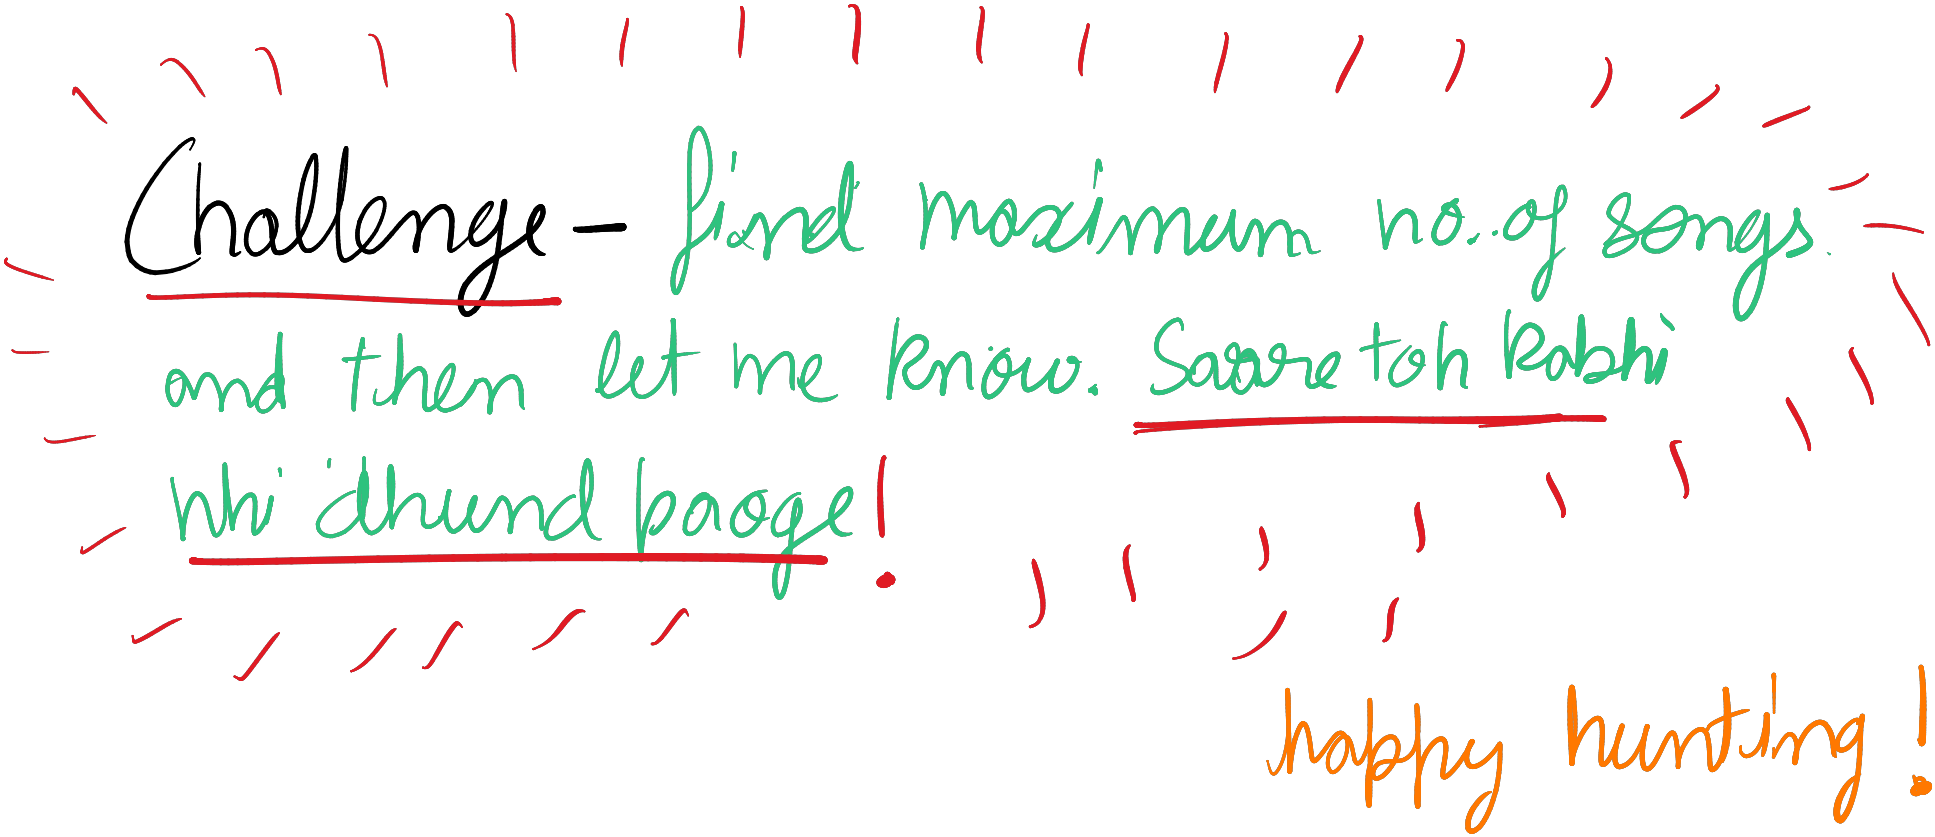 Challenge - find maximum no. of songs.
and then let me know. Saare toh kabhi
nhi dhund paoge!
happy hunting!